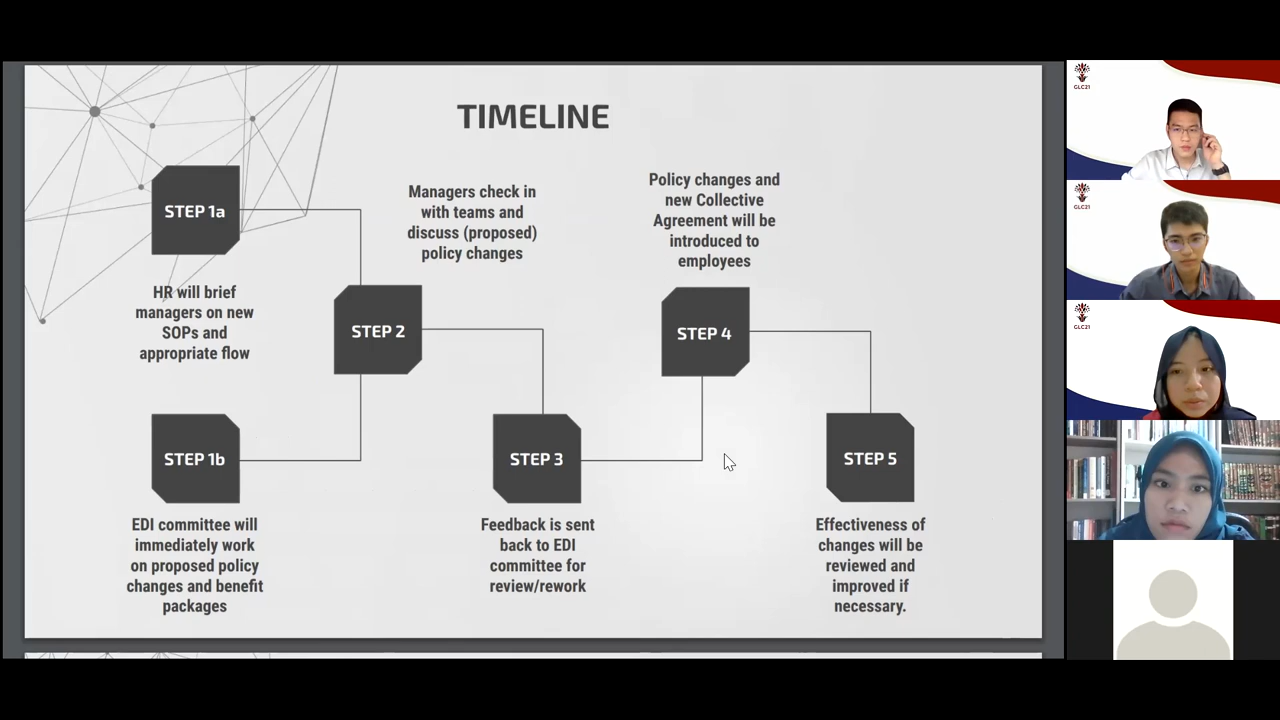 TIMELINE
STEP 1a
HR will brief
managers on new
SOPs and
appropriate flow
STEP 1b
EDI committee will
immediately work
on proposed policy
changes and benefit
packages
Managers check in
with teams and
discuss (proposed)
policy changes
STEP 2
STEP 3
Feedback is sent
back to EDI
committee for
review/rework
Policy changes and
new Collective
Agreement will be
introduced to
employees
STEP 4
STEP 5
Effectiveness of
changes will be
reviewed and
improved if
necessary.
GLC21
GLC21
GLC21